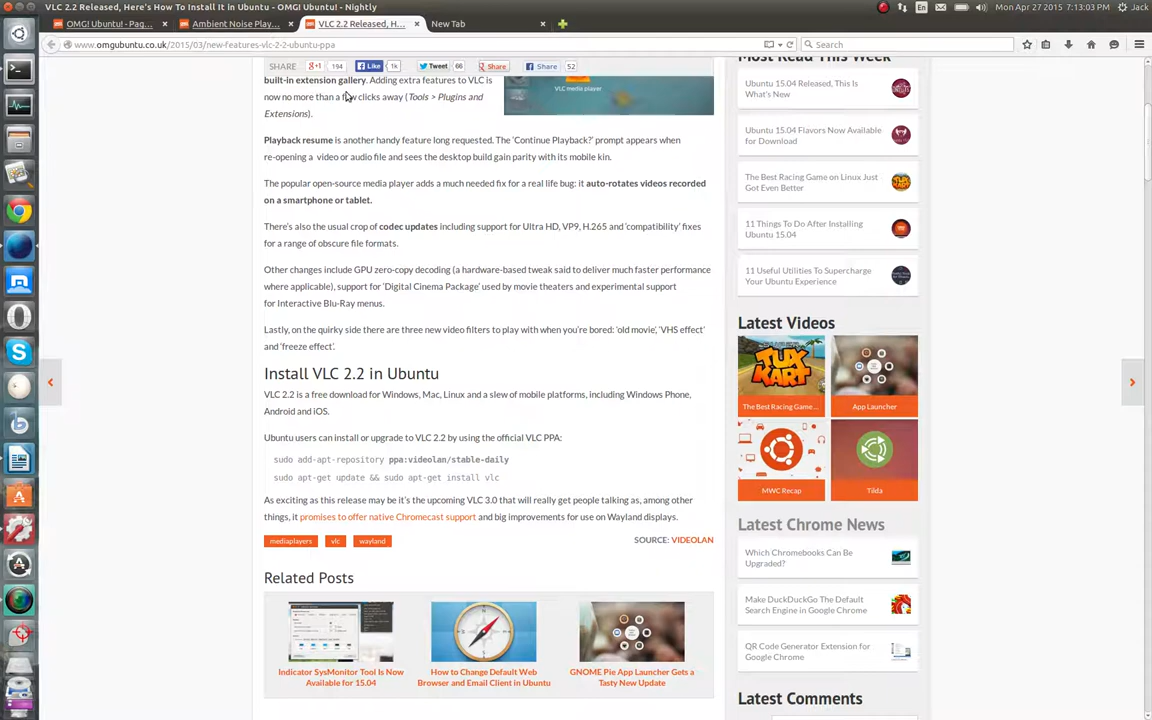 VLC 2.2 Released, Here's How To Install It in Ubuntu - OMG! Ubuntu! - Nightly
En
Mon Apr 27 2015 7:13:03 PM
Jack
OMG! Ubuntu! - Pag...
Ambient Noise Play...
VLC 2.2 Released, H...
New Tab
www.omgubuntu.co.uk/2015/03/new-features-vlc-2-2-ubuntu-ppa
Search
SHARE +1 194 Like 1k Tweet 66 Share Share 52
built-in extension gallery. Adding extra features to VLC is
now no more than a few clicks away (Tools > Plugins and
Extensions).
VLC media player
Playback resume is another handy feature long requested. The ‘Continue Playback?’ prompt appears when
re-opening a video or audio file and sees the desktop build gain parity with its mobile kin.
The popular open-source media player adds a much needed fix for a real life bug: it auto-rotates videos recorded
on a smartphone or tablet.
There’s also the usual crop of codec updates including support for Ultra HD, VP9, H.265 and ‘compatibility’ fixes
for a range of obscure file formats.
Other changes include GPU zero-copy decoding (a hardware-based tweak said to deliver much faster performance
where applicable), support for ‘Digital Cinema Package’ used by movie theaters and experimental support
for Interactive Blu-Ray menus.
Lastly, on the quirky side there are three new video filters to play with when you’re bored: ‘old movie’, ‘VHS effect’
and ‘freeze effect’.
Install VLC 2.2 in Ubuntu
VLC 2.2 is a free download for Windows, Mac, Linux and a slew of mobile platforms, including Windows Phone,
Android and iOS.
Ubuntu users can install or upgrade to VLC 2.2 by using the official VLC PPA:
sudo add-apt-repository ppa:videolan/stable-daily
sudo apt-get update && sudo apt-get install vlc
As exciting as this release may be it’s the upcoming VLC 3.0 that will really get people talking as, among other
things, it promises to offer native Chromecast support and big improvements for use on Wayland displays.
mediaplayers vlc wayland
SOURCE: VIDEOLAN
Related Posts
Indicator SysMonitor Tool Is Now
Available for 15.04
How to Change Default Web
Browser and Email Client in Ubuntu
GNOME Pie App Launcher Gets a
Tasty New Update
Most Read This Week
Ubuntu 15.04 Released, This Is
What's New
Ubuntu 15.04 Flavors Now Available
for Download
The Best Racing Game on Linux Just
Got Even Better
11 Things To Do After Installing
Ubuntu 15.04
11 Useful Utilities To Supercharge
Your Ubuntu Experience
Latest Videos
TUX
KART
The Best Racing Game ...
App Launcher
MWC Recap
Tilda
Latest Chrome News
Which Chromebooks Can Be
Upgraded?
Make DuckDuckGo The Default
Search Engine in Google Chrome
QR Code Generator Extension for
Google Chrome
Latest Comments